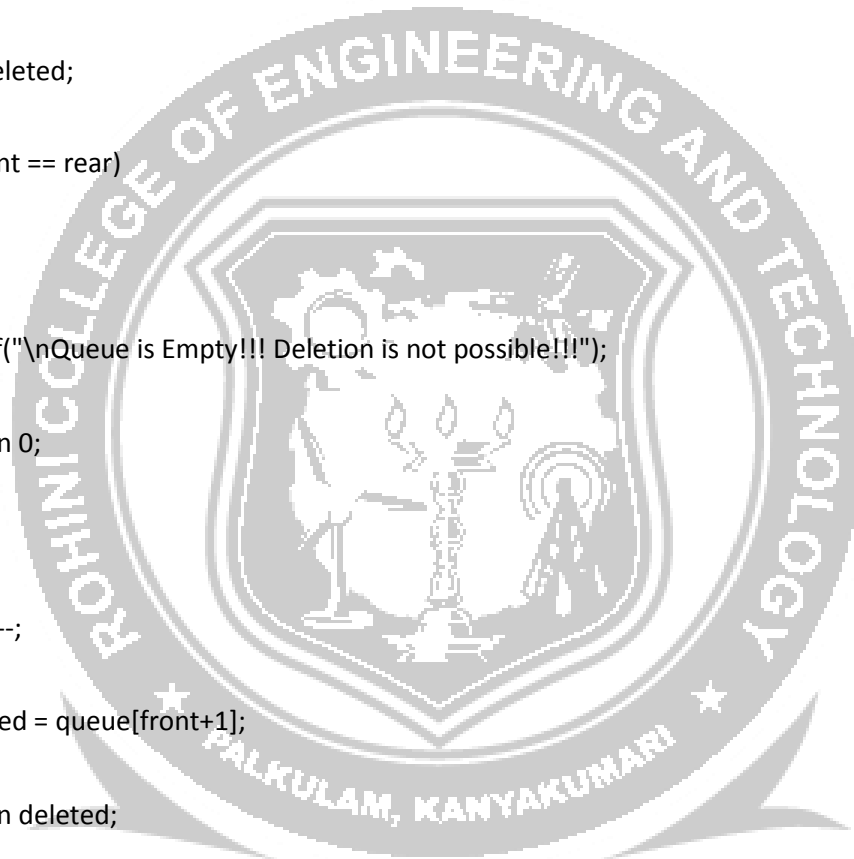 eleted;
nt == rear)
f("\nQueue is Empty!!! Deletion is not possible!!!");
n 0;
--;
ed = queue[front+1];
n deleted;
ROHINI COLLEGE OF ENGINEERING AND TECHNOLOGY
PALKULAM, KANYAKUMARI